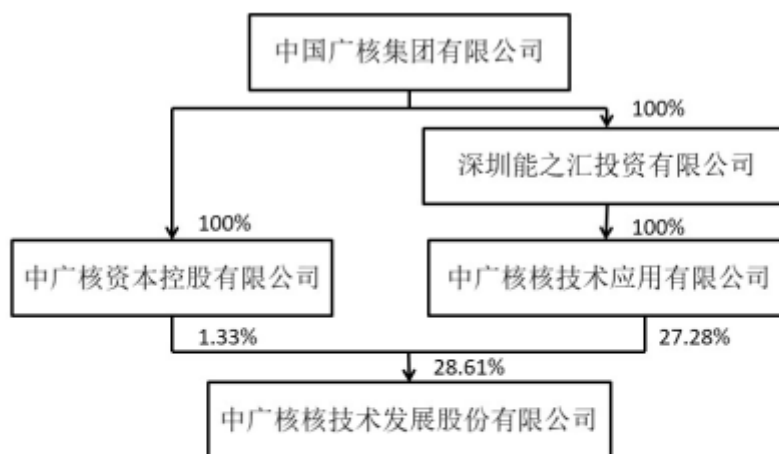 中国广核集团有限公司
100%
深圳能之汇投资有限公司
100%
100%
中广核资本控股有限公司
中广核核技术应用有限公司
1.33%
27.28%
28.61%
中广核核技术发展股份有限公司